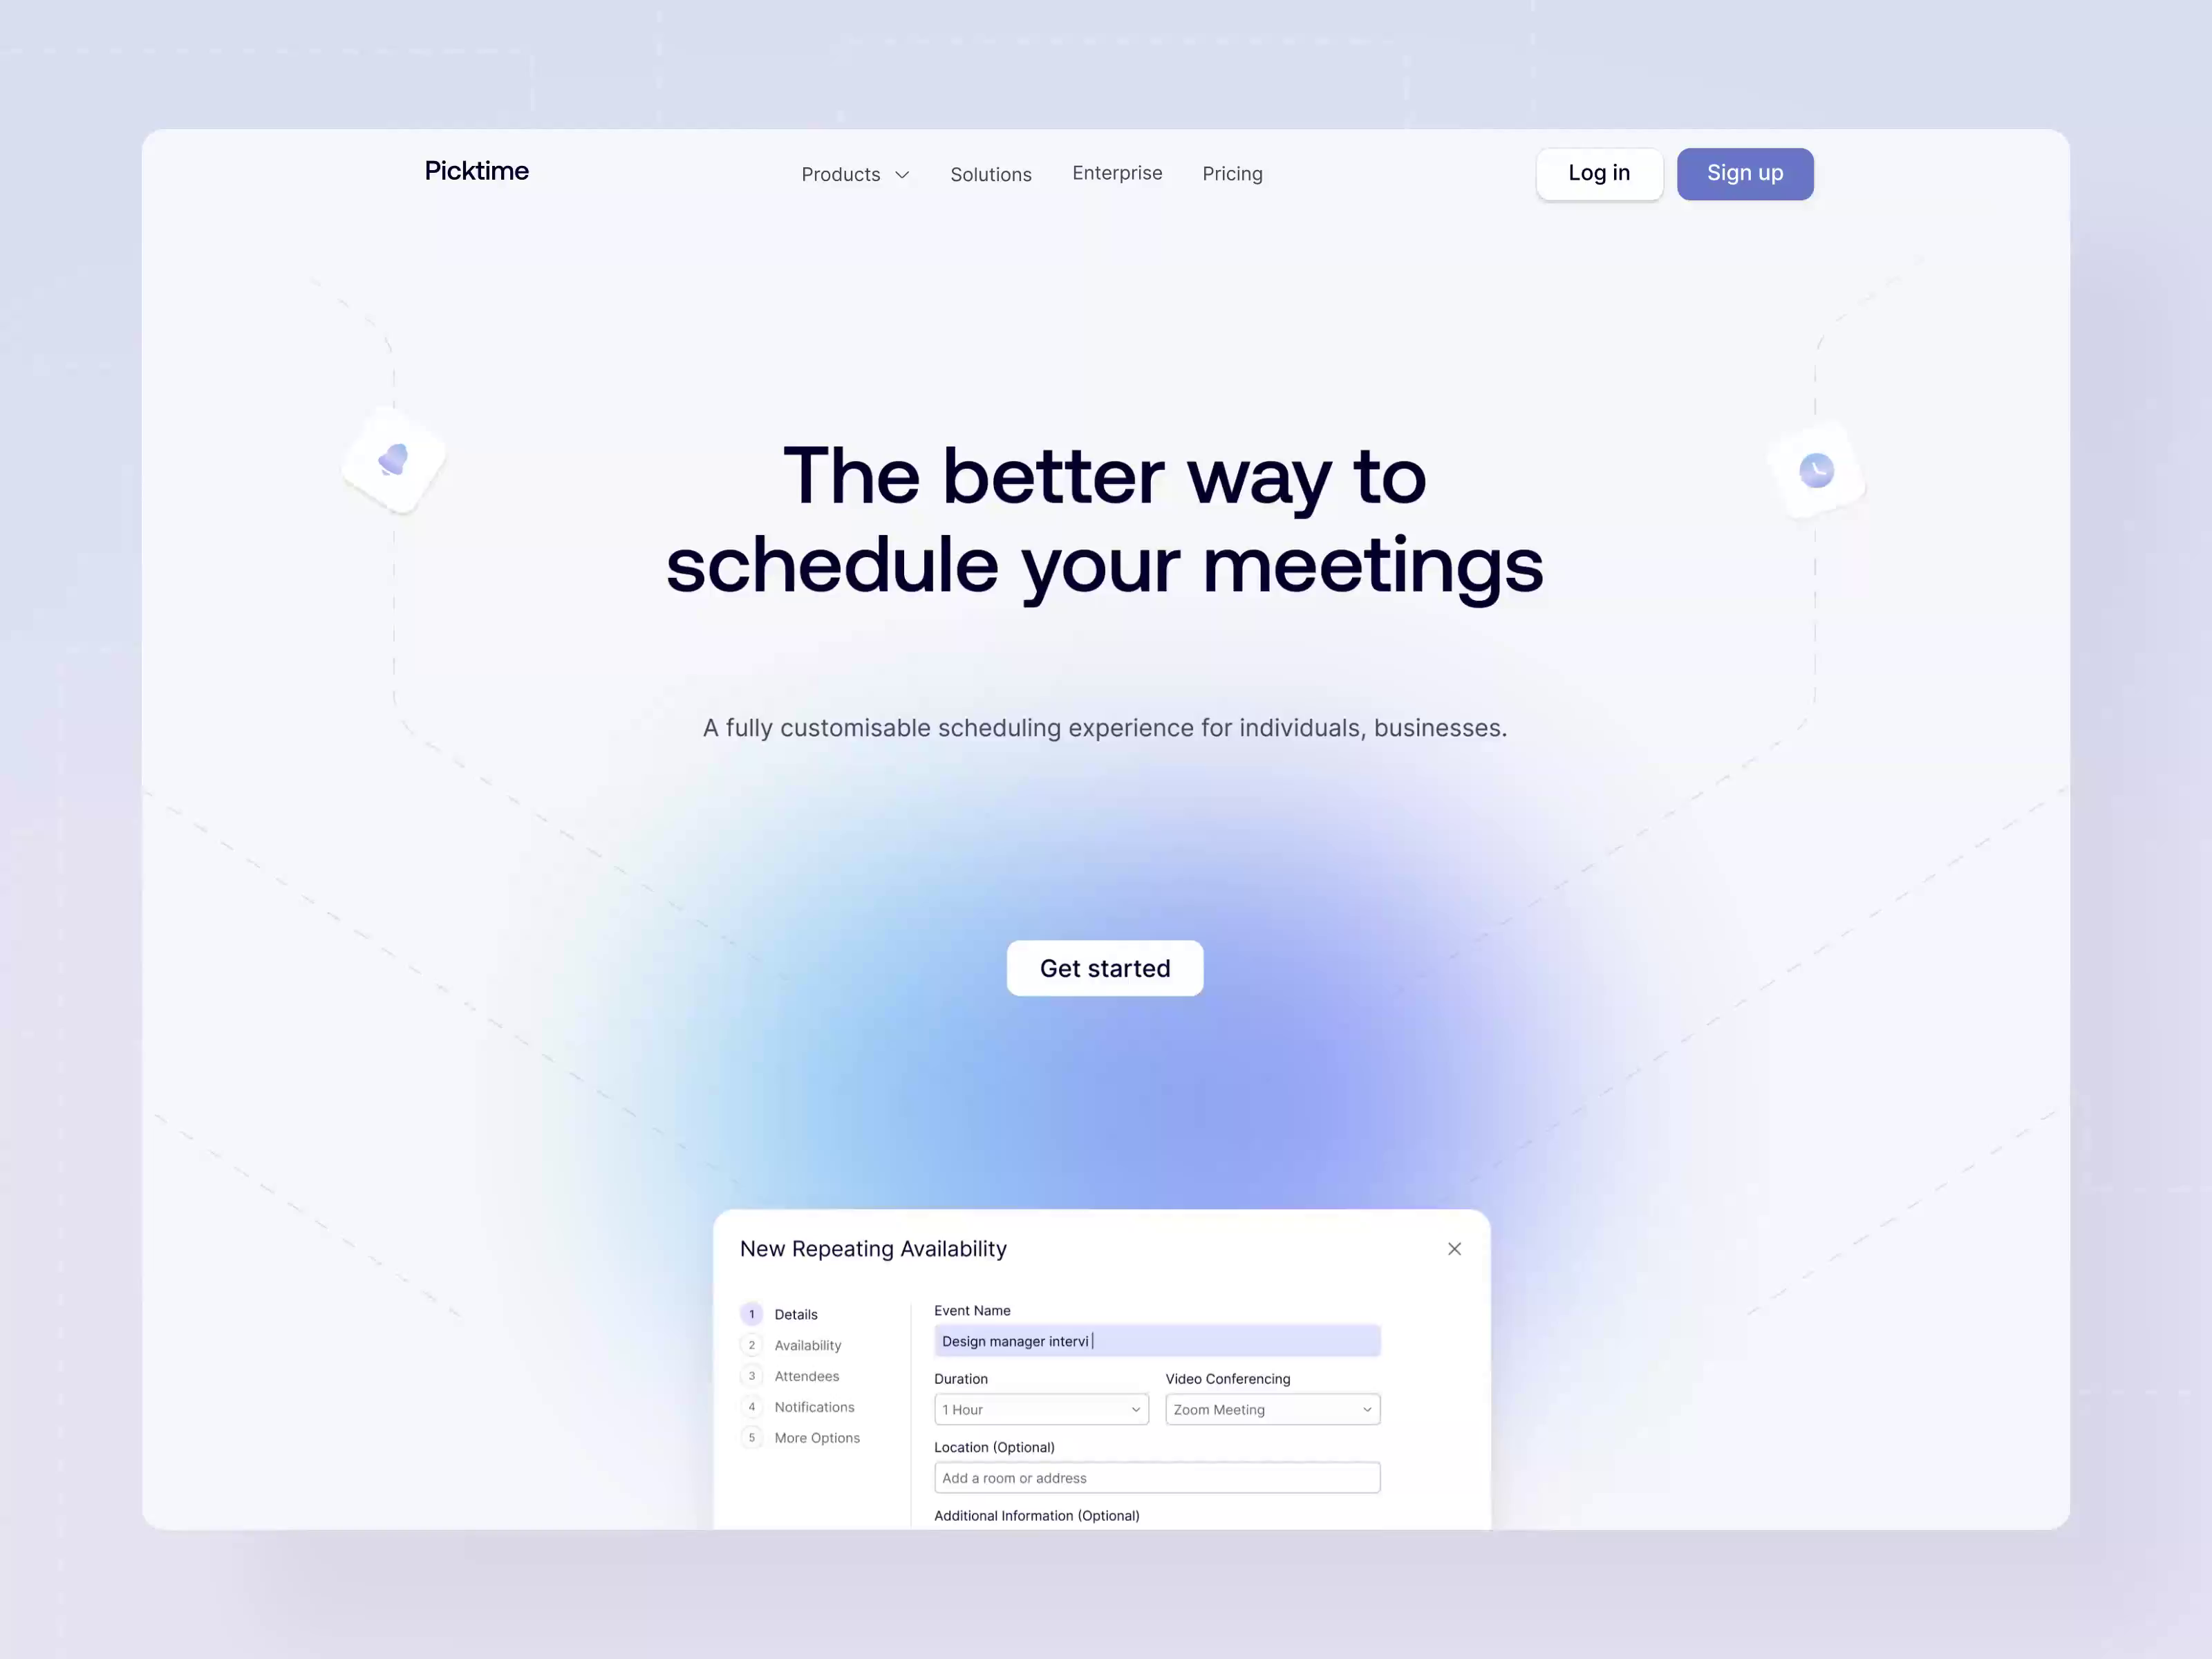 Picktime
Products
Solutions
Enterprise
Pricing
Log in
Sign up
The better way to
schedule your meetings
A fully customisable scheduling experience for individuals, businesses.
Get started
New Repeating Availability
1 Details
2 Availability
3 Attendees
4 Notifications
5 More Options
Event Name
Design manager intervi
Duration
Video Conferencing
1 Hour
Zoom Meeting
Location (Optional)
Add a room or address
Additional Information (Optional)